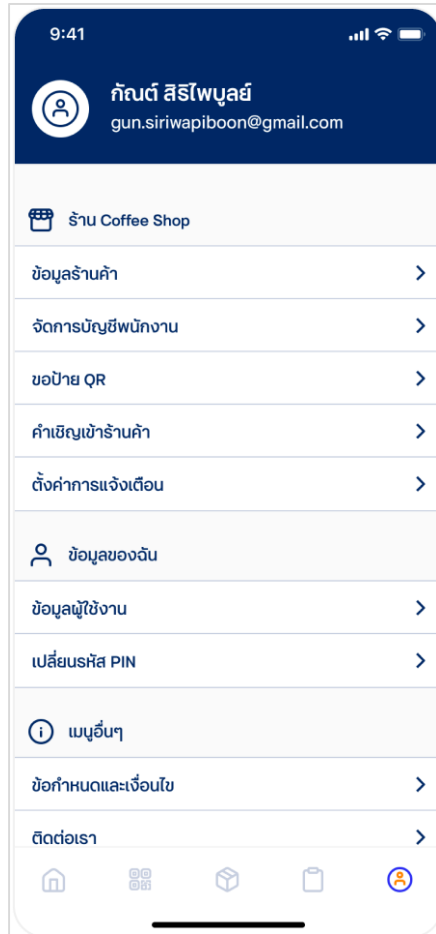 9:41
กัณต์ สิริไพบูลย์
gun.siriwapiboon@gmail.com
ร้าน Coffee Shop
ข้อมูลร้านค้า
จัดการบัญชีพนักงาน
ขอป้าย QR
คำเชิญเข้าร้านค้า
ตั้งค่าการแจ้งเตือน
ข้อมูลของฉัน
ข้อมูลผู้ใช้งาน
เปลี่ยนรหัส PIN
เมนูอื่นๆ
ข้อกำหนดและเงื่อนไข
ติดต่อเรา